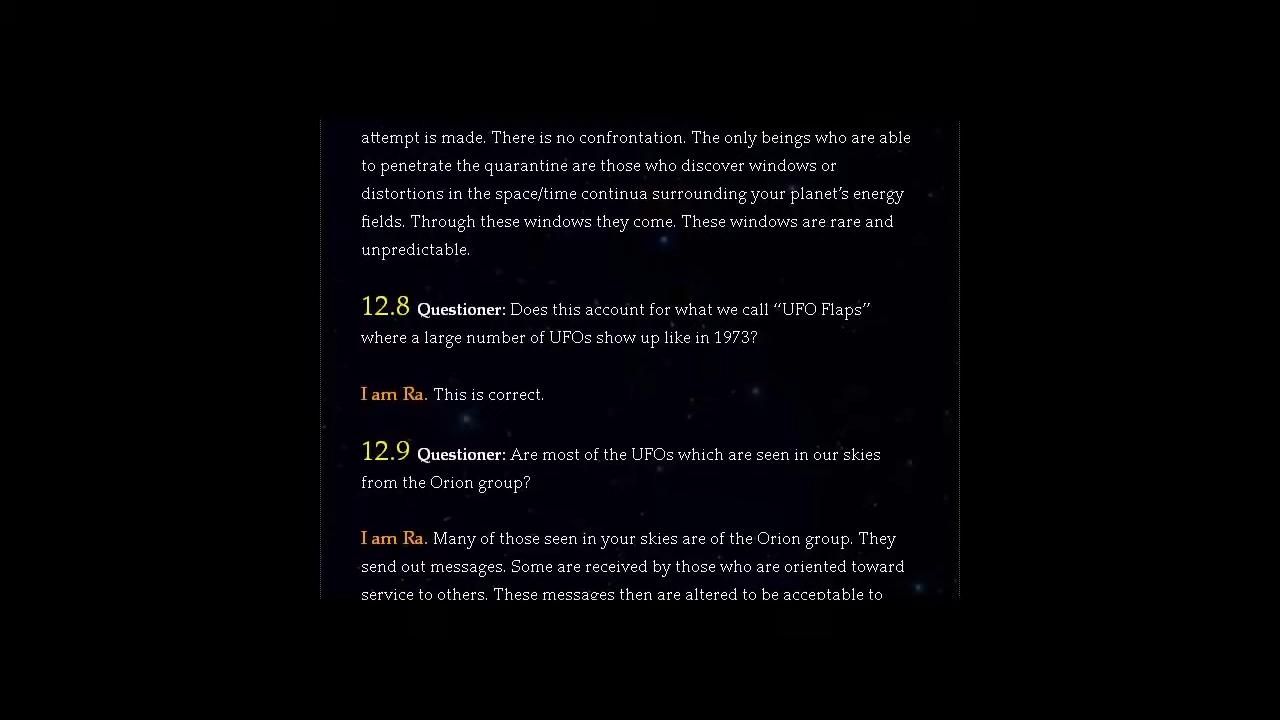 attempt is made. There is no confrontation. The only beings who are able
to penetrate the quarantine are those who discover windows or
distortions in the space/time continua surrounding your planet’s energy
fields. Through these windows they come. These windows are rare and
unpredictable.
12.8 Questioner: Does this account for what we call “UFO Flaps”
where a large number of UFOs show up like in 1973?
I am Ra. This is correct.
12.9 Questioner: Are most of the UFOs which are seen in our skies
from the Orion group?
I am Ra. Many of those seen in your skies are of the Orion group. They
send out messages. Some are received by those who are oriented toward
service to others. These messages then are altered to be acceptable to